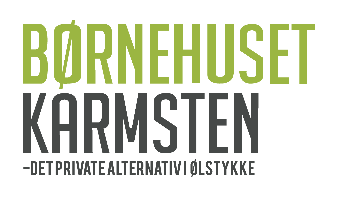 BØRNEHUSET
KARMSTEN
–DET PRIVATE ALTERNATIV I ØLSTYKKE